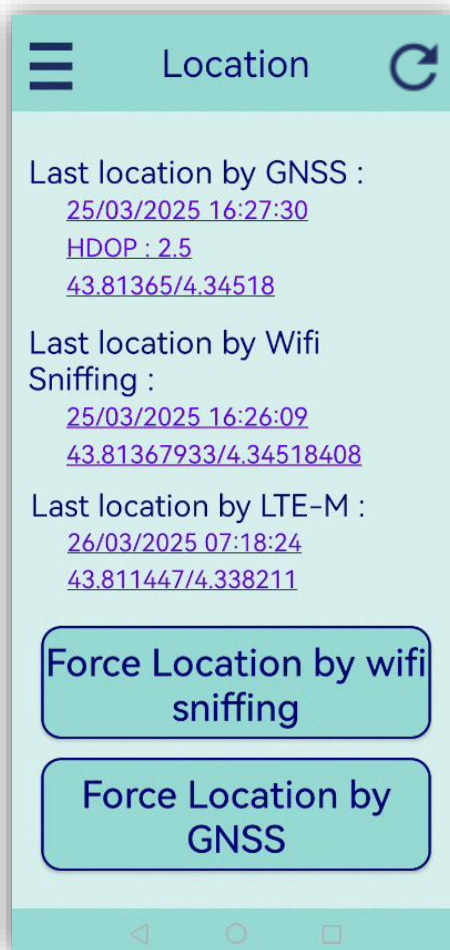 Location
Last location by GNSS :
25/03/2025 16:27:30
HDOP : 2.5
43.81365/4.34518
Last location by Wifi
Sniffing :
25/03/2025 16:26:09
43.81367933/4.34518408
Last location by LTE-M :
26/03/2025 07:18:24
43.811447/4.338211
Force Location by wifi
sniffing
Force Location by
GNSS